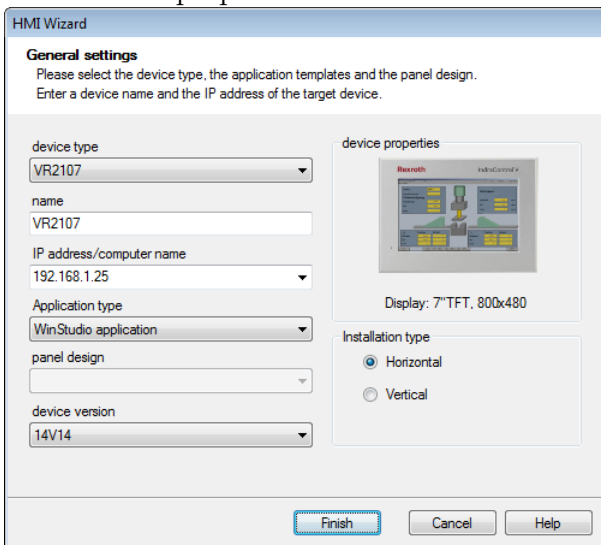 HMI Wizard
General settings
Please select the device type, the application templates and the panel design.
Enter a device name and the IP address of the target device.
device type
VR2107
name
VR2107
IP address/computer name
192.168.1.25
Application type
WinStudio application
panel design
device version
14V14
device properties
Rexroth
IndraControl V
Display: 7"TFT, 800x480
Installation type
Horizontal
Vertical
Finish
Cancel
Help